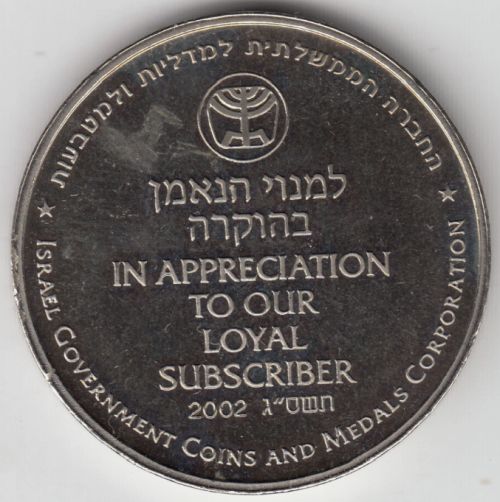 החברה הממשלתית למדליות ולמטבעות
למנוי הנאמן
בהוקרה
IN APPRECIATION
TO OUR
LOYAL
SUBSCRIBER
2002 תשס"ג
★ ISRAEL GOVERNMENT COINS AND MEDALS CORPORATION ★